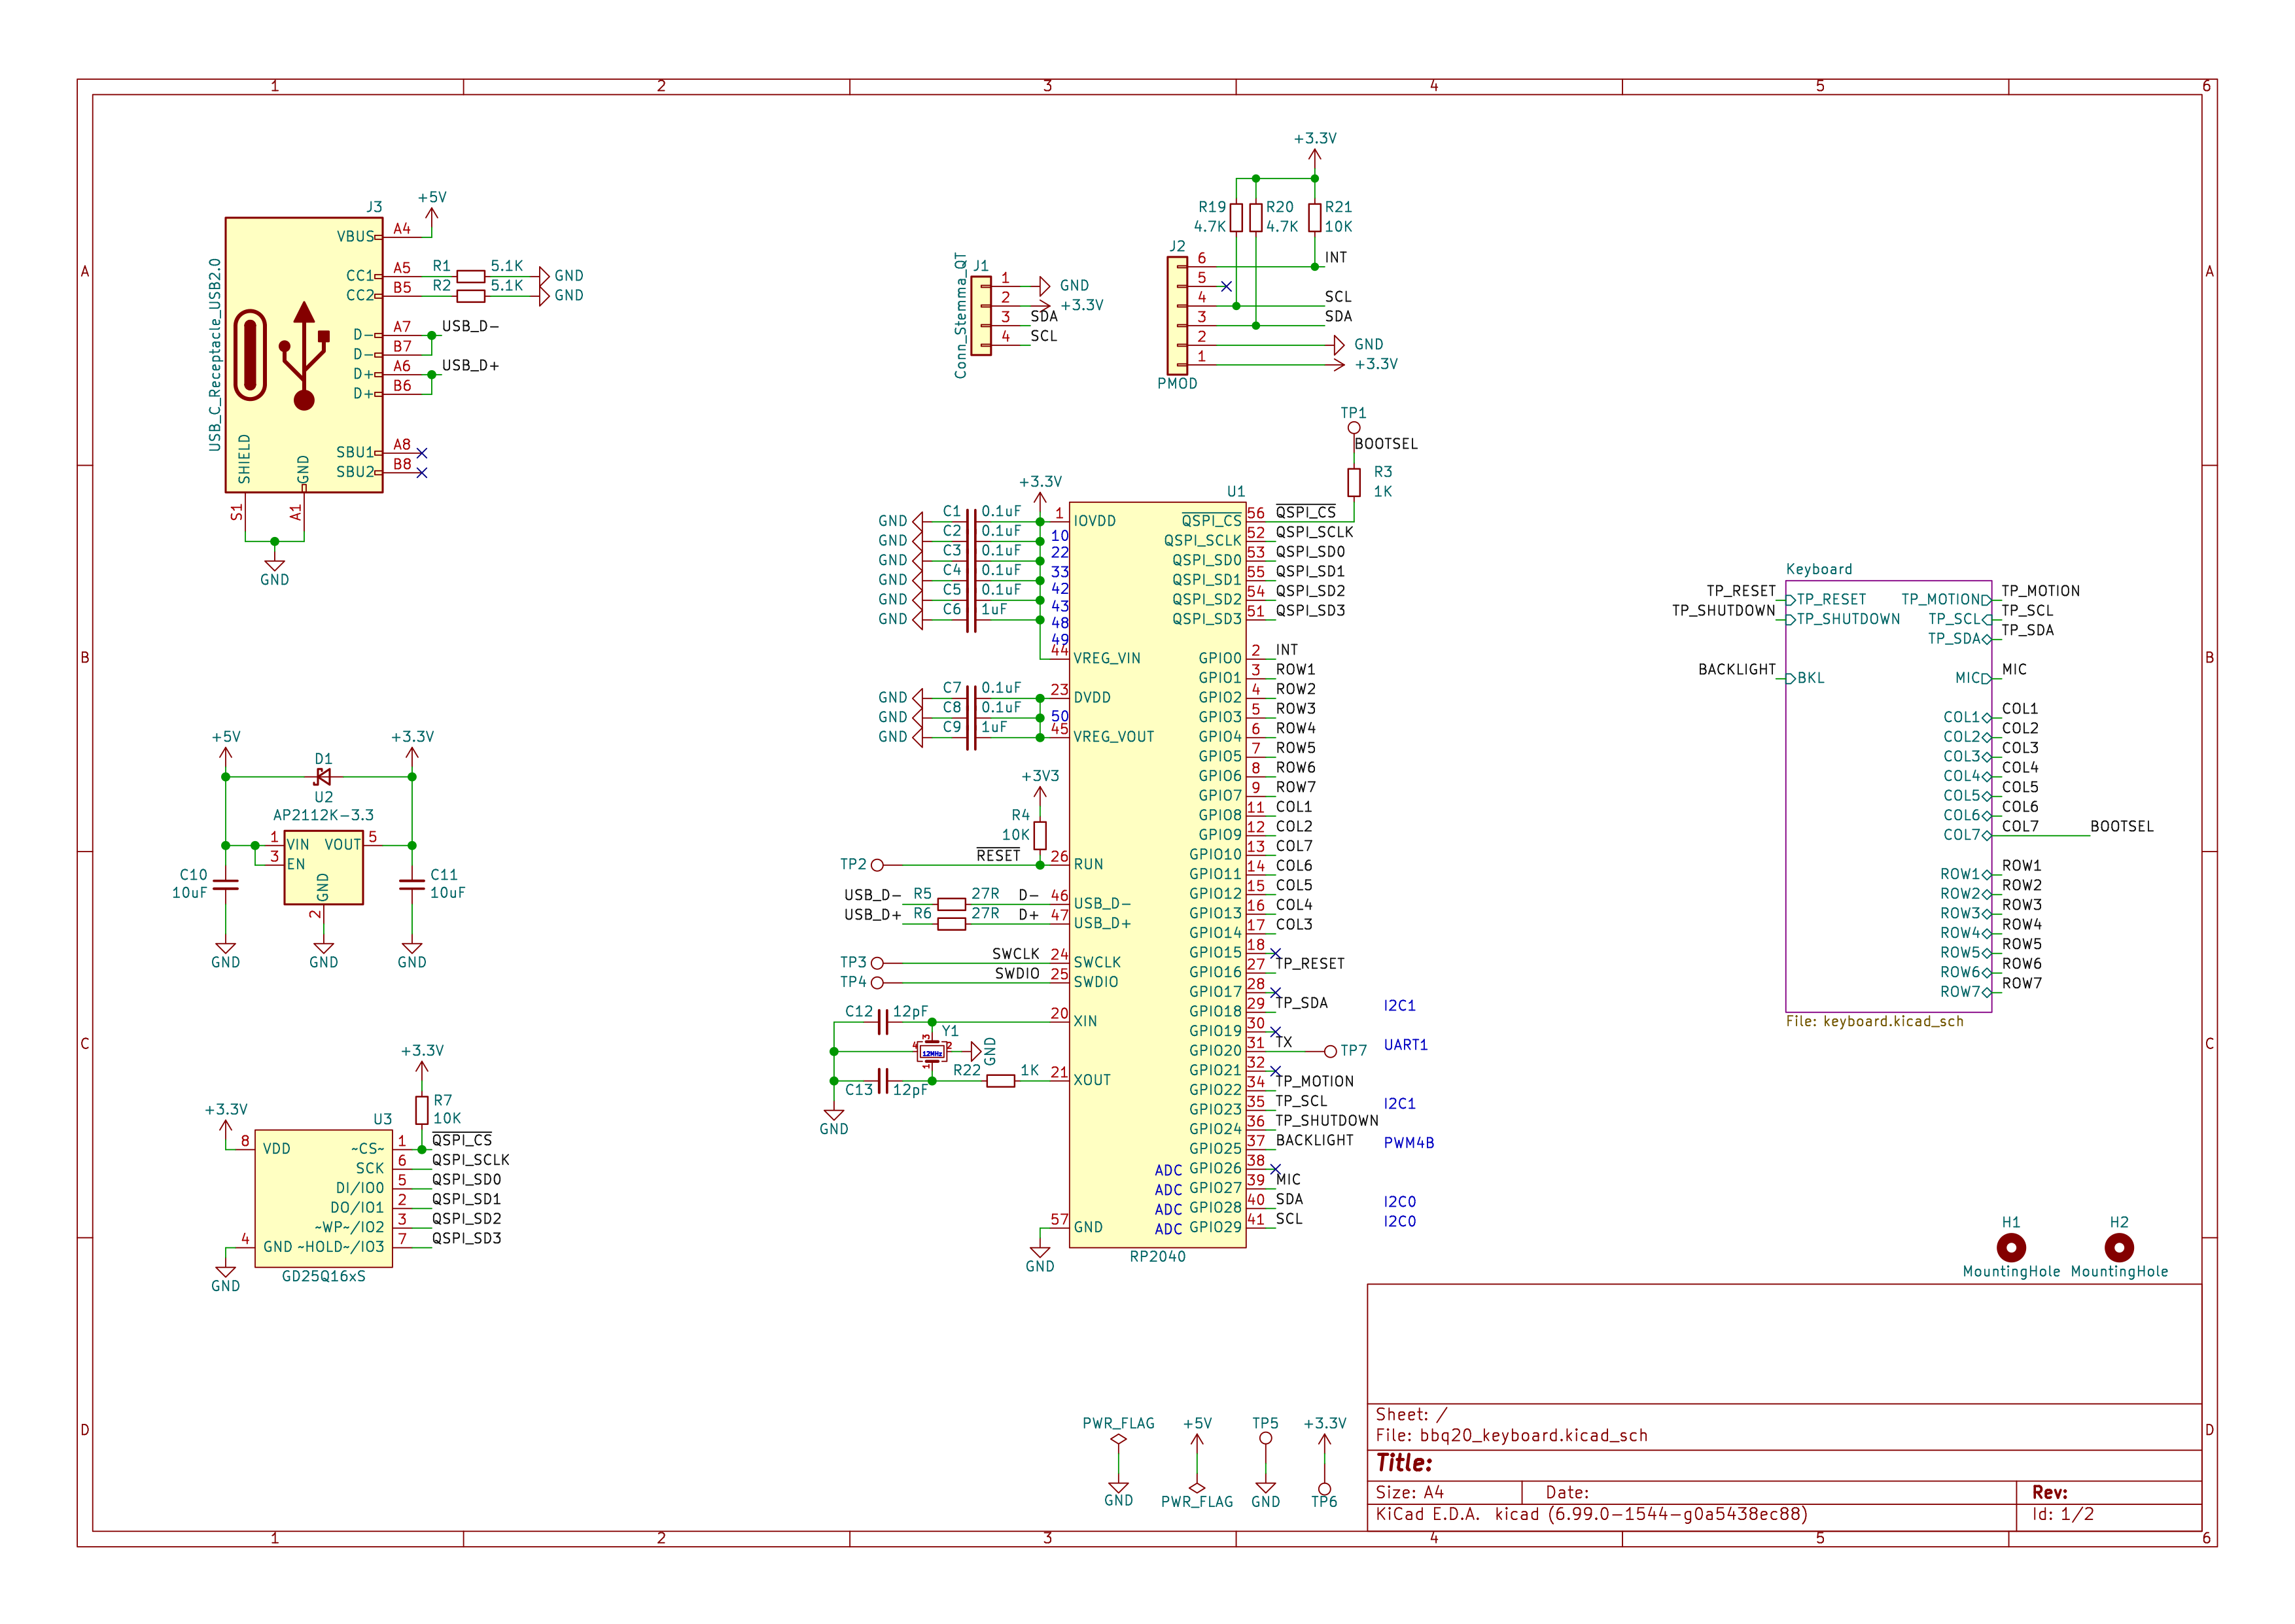 1 2 3 4 5 6
A
B
C
D
J3
USB_C_Receptacle_USB2.0
+5V
VBUS A4
CC1 A5 R1 5.1K GND
CC2 B5 R2 5.1K GND
D- A7 USB_D-
D- B7
D+ A6 USB_D+
D+ B6
SBU1 A8
SBU2 B8
SHIELD GND
S1 A1
GND
+5V +3.3V
D1
U2
AP2112K-3.3
1 VIN VOUT 5
3 EN
GND
2
C10
10uF
C11
10uF
GND GND GND
+3.3V
R7
10K
+3.3V
U3
8 VDD ~CS~ 1 QSPI_CS
SCK 6 QSPI_SCLK
DI/IO0 5 QSPI_SD0
DO/IO1 2 QSPI_SD1
~WP~/IO2 3 QSPI_SD2
4 GND ~HOLD~/IO3 7 QSPI_SD3
GND
GD25Q16xS
J1
Conn_Stemma_QT
1 GND
2 +3.3V
3 SDA
4 SCL
+3.3V
R19
4.7K
R20
4.7K
R21
10K
J2
6 INT
5
4 SCL
3 SDA
2 GND
1 +3.3V
PMOD
TP1
BOOTSEL
R3
1K
+3.3V
U1
GND C1 0.1uF 1 IOVDD
GND C2 0.1uF
GND C3 0.1uF
GND C4 0.1uF
GND C5 0.1uF
GND C6 1uF
10
22
33
42
43
48
49
44 VREG_VIN
GND C7 0.1uF 23 DVDD
GND C8 0.1uF 50
GND C9 1uF 45 VREG_VOUT
+3V3
R4
10K
TP2 RESET 26 RUN
USB_D- R5 27R D- 46 USB_D-
USB_D+ R6 27R D+ 47 USB_D+
TP3 SWCLK 24 SWCLK
TP4 SWDIO 25 SWDIO
C12 12pF 20 XIN
Y1
12MHz
4 3 2 1
GND
C13 12pF R22 1K 21 XOUT
GND
57 GND
GND
QSPI_CS 56 QSPI_CS
QSPI_SCLK 52 QSPI_SCLK
QSPI_SD0 53 QSPI_SD0
QSPI_SD1 55 QSPI_SD1
QSPI_SD2 54 QSPI_SD2
QSPI_SD3 51 QSPI_SD3
GPIO0 2 INT
GPIO1 3 ROW1
GPIO2 4 ROW2
GPIO3 5 ROW3
GPIO4 6 ROW4
GPIO5 7 ROW5
GPIO6 8 ROW6
GPIO7 9 ROW7
GPIO8 11 COL1
GPIO9 12 COL2
GPIO10 13 COL7
GPIO11 14 COL6
GPIO12 15 COL5
GPIO13 16 COL4
GPIO14 17 COL3
GPIO15 18
GPIO16 27 TP_RESET
GPIO17 28
GPIO18 29 TP_SDA I2C1
GPIO19 30
GPIO20 31 TX TP7 UART1
GPIO21 32
GPIO22 34 TP_MOTION
GPIO23 35 TP_SCL I2C1
GPIO24 36 TP_SHUTDOWN
GPIO25 37 BACKLIGHT PWM4B
ADC GPIO26 38
ADC GPIO27 39 MIC
ADC GPIO28 40 SDA I2C0
ADC GPIO29 41 SCL I2C0
RP2040
Keyboard
TP_RESET TP_RESET TP_MOTION TP_MOTION
TP_SHUTDOWN TP_SHUTDOWN TP_SCL TP_SCL
TP_SDA TP_SDA
BACKLIGHT BKL MIC MIC
COL1 COL1
COL2 COL2
COL3 COL3
COL4 COL4
COL5 COL5
COL6 COL6
COL7 COL7 BOOTSEL
ROW1 ROW1
ROW2 ROW2
ROW3 ROW3
ROW4 ROW4
ROW5 ROW5
ROW6 ROW6
ROW7 ROW7
File: keyboard.kicad_sch
H1 H2
MountingHole MountingHole
PWR_FLAG +5V TP5 +3.3V
GND PWR_FLAG GND TP6
Sheet: /
File: bbq20_keyboard.kicad_sch
Title:
Size: A4 Date: Rev:
KiCad E.D.A. kicad (6.99.0-1544-g0a5438ec88) Id: 1/2
A
B
C
D
1 2 3 4 5 6